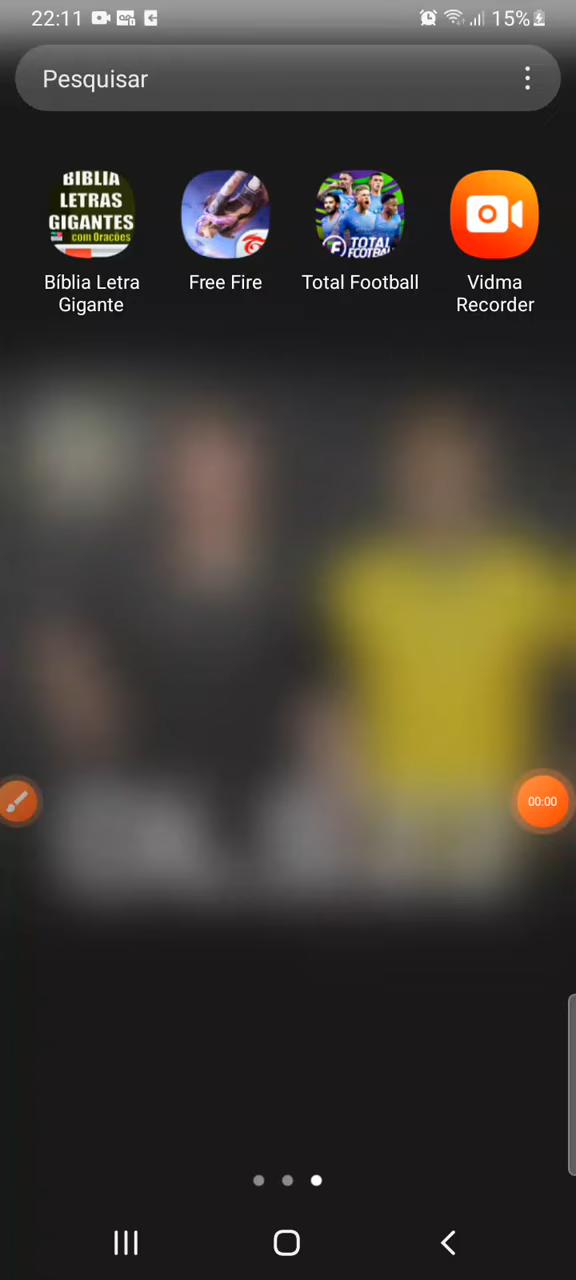 22:11
15%
Pesquisar
BÍBLIA
LETRAS
GIGANTES
com Orações
TOTAL
FOOTBALL
Bíblia Letra
Gigante
Free Fire
Total Football
Vidma
Recorder
00:00